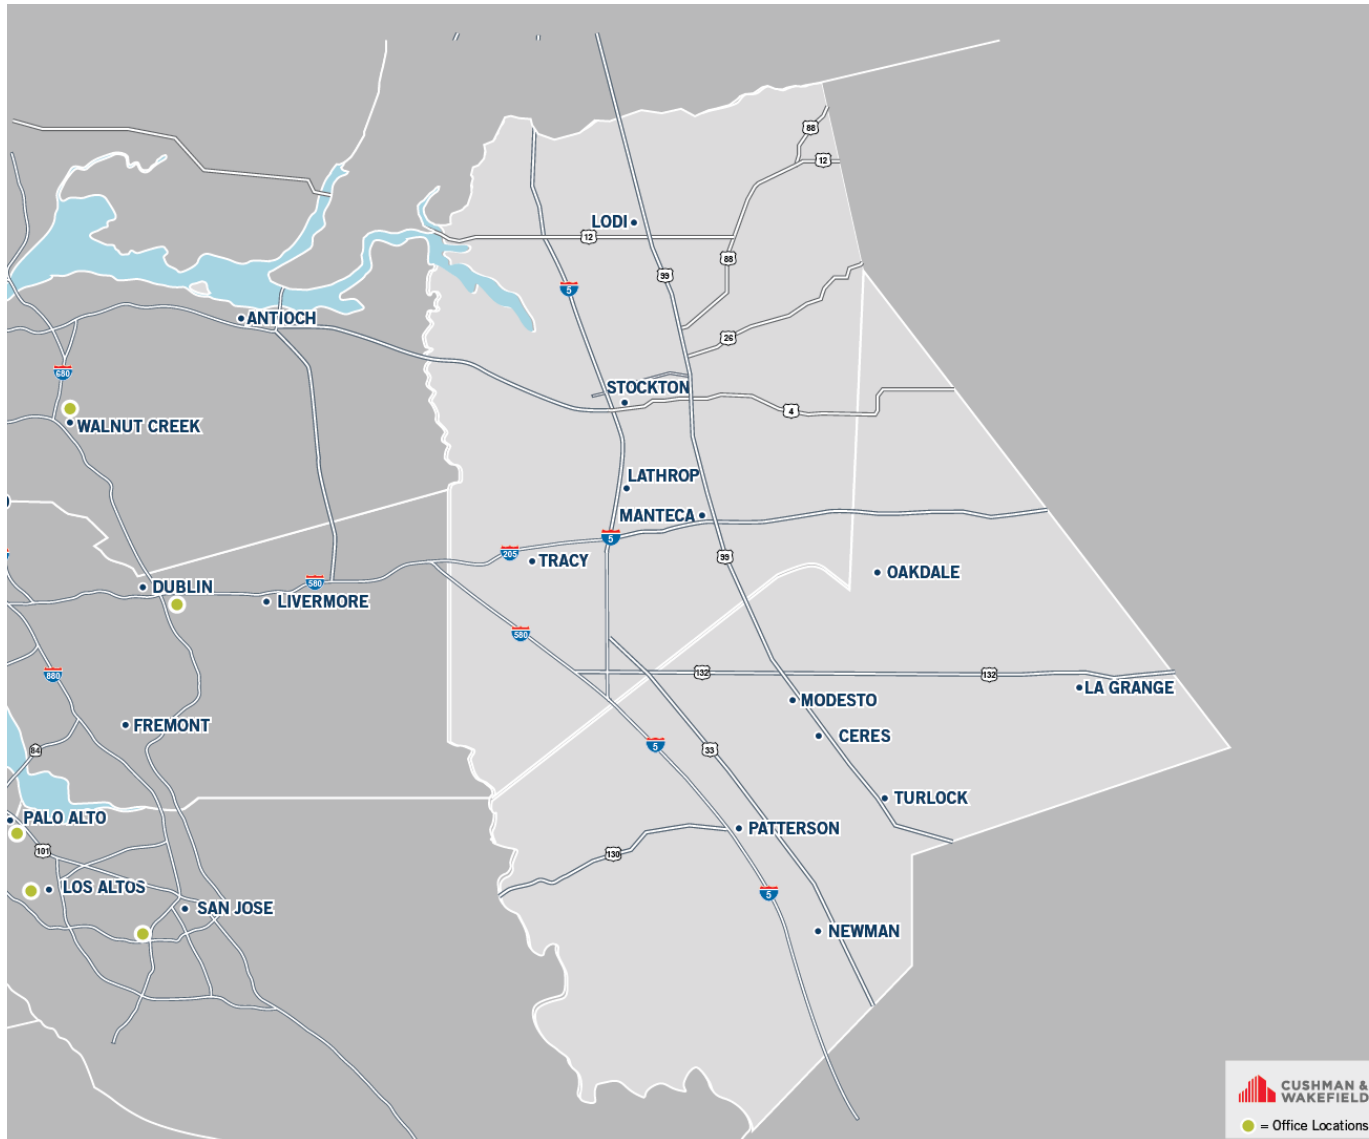 88
12
LODI
12
88
99
5
ANTIOCH
26
680
STOCKTON
4
WALNUT CREEK
LATHROP
MANTECA
5
205
99
TRACY
OAKDALE
580
DUBLIN
LIVERMORE
580
132
132
880
LA GRANGE
MODESTO
FREMONT
CERES
5
33
84
TURLOCK
PALO ALTO
PATTERSON
101
130
LOS ALTOS
5
SAN JOSE
NEWMAN
CUSHMAN &
WAKEFIELD
= Office Locations